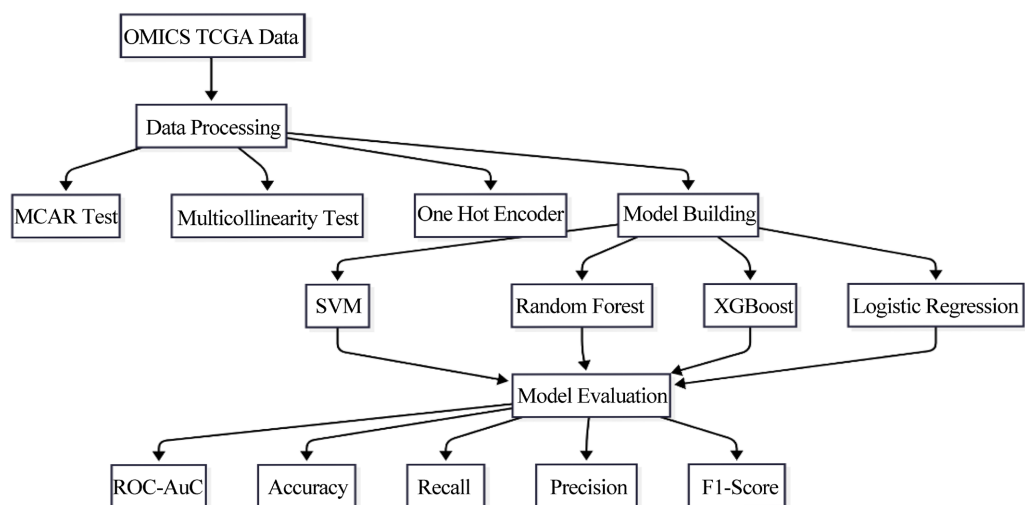 OMICS TCGA Data
Data Processing
MCAR Test
Multicollinearity Test
One Hot Encoder
Model Building
SVM
Random Forest
XGBoost
Logistic Regression
Model Evaluation
ROC-AuC
Accuracy
Recall
Precision
F1-Score